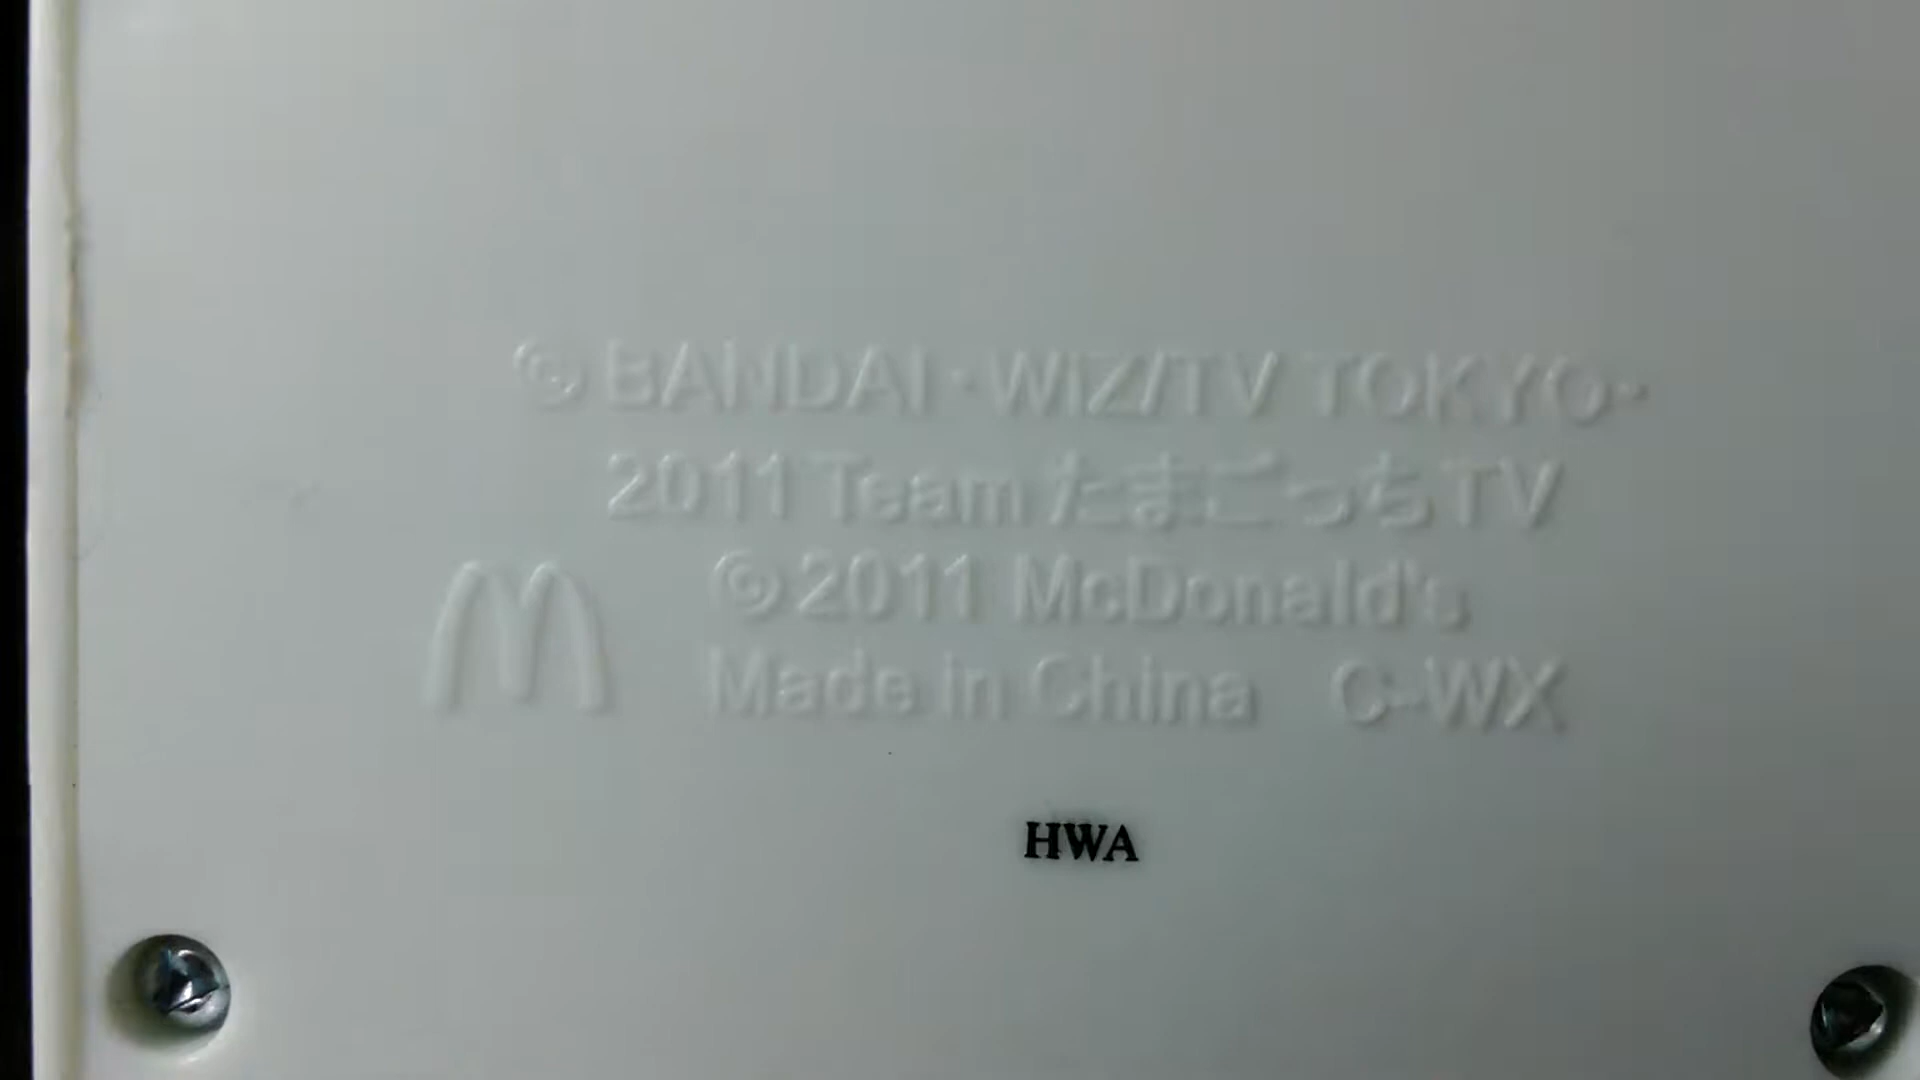 © BANDAI・WiZ/TV TOKYO・
2011 Team たまごっちTV
©2011 McDonald's
Made in China C-WX
HWA